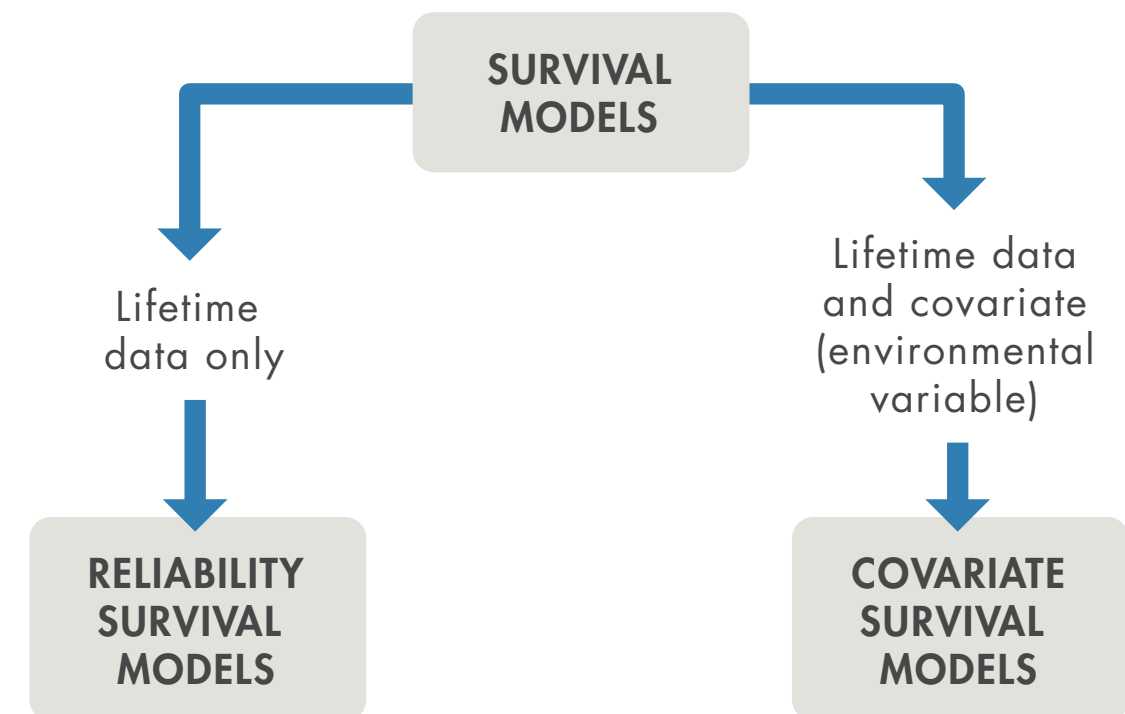 SURVIVAL
MODELS
Lifetime
data only
Lifetime data
and covariate
(environmental
variable)
RELIABILITY
SURVIVAL
MODELS
COVARIATE
SURVIVAL
MODELS